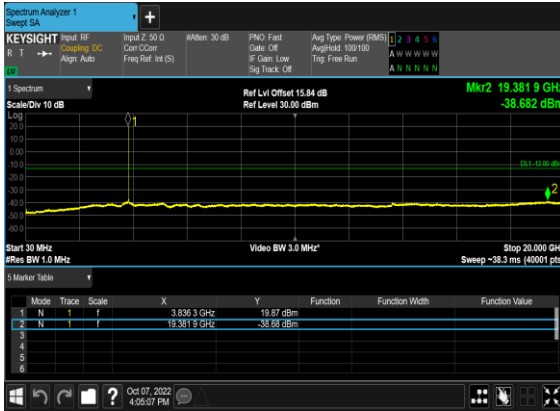 Spectrum Analyzer 1
Swept SA
+
KEYSIGHT Input: RF Input Z: 50 Ω #Atten: 30 dB PNO: Fast Avg Type: Power (RMS) 1 2 3 4 5 6
R T Coupling: DC Corr CCorr Gate: Off Avg|Hold: 100/100 A W W W W W
Align: Auto Freq Ref: Int (S) IF Gain: Low Trig: Free Run
Sig Track: Off A N N N N N
1 Spectrum Ref Lvl Offset 15.84 dB Mkr2 19.381 9 GHz
Scale/Div 10 dB Ref Level 30.00 dBm -38.682 dBm
Log
20.0
10.0
0.00
-10.0
-20.0
-30.0
-40.0
-50.0
-60.0
1
DL1 -13.00 dBm
2
Start 30 MHz Video BW 3.0 MHz* Stop 20.000 GHz
#Res BW 1.0 MHz Sweep ~38.3 ms (40001 pts)
5 Marker Table
Mode Trace Scale X Y Function Function Width Function Value
1 N 1 f 3.836 3 GHz 19.87 dBm
2 N 1 f 19.381 9 GHz -38.68 dBm
3
4
5
6
? Oct 07, 2022
4:05:07 PM